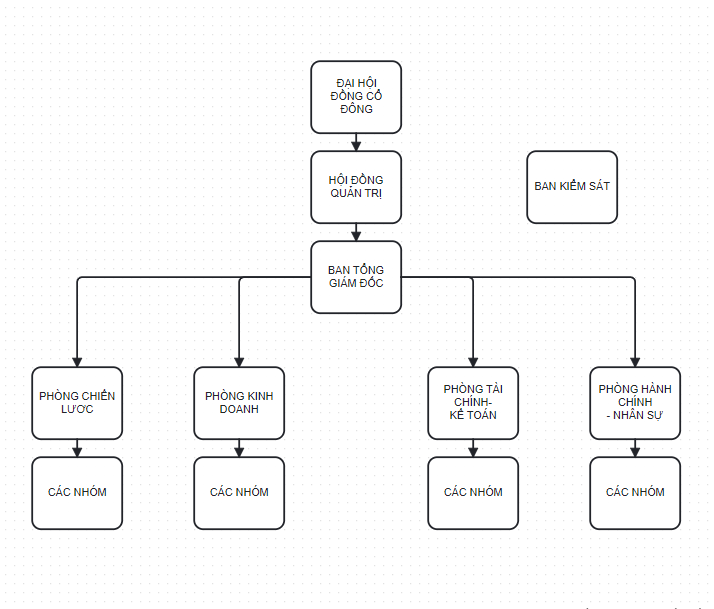 ĐẠI HỘI
ĐỒNG CỔ
ĐÔNG
HỘI ĐỒNG
QUẢN TRỊ
BAN KIỂM SÁT
BAN TỔNG
GIÁM ĐỐC
PHÒNG CHIẾN
LƯỢC
PHÒNG KINH
DOANH
PHÒNG TÀI
CHÍNH-
KẾ TOÁN
PHÒNG HÀNH
CHÍNH
- NHÂN SỰ
CÁC NHÓM
CÁC NHÓM
CÁC NHÓM
CÁC NHÓM